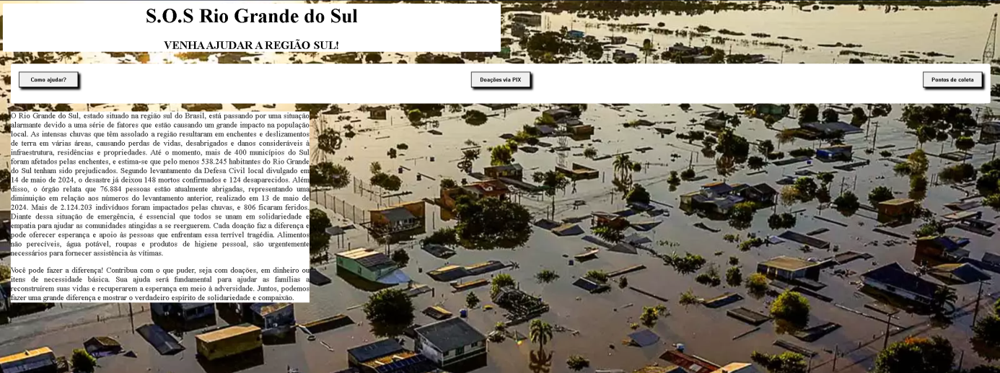 S.O.S Rio Grande do Sul
VENHA AJUDAR A REGIÃO SUL!
Como ajudar?
Doações via PIX
Pontos de coleta
O Rio Grande do Sul, estado situado na região sul do Brasil, está passando por uma situação
alarmante devido a uma série de fatores que estão causando um grande impacto na população
local. As intensas chuvas que têm assolado a região resultaram em enchentes e deslizamentos
de terra em várias áreas, causando perdas de vidas, desabrigados e danos consideráveis à
infraestrutura, residências e propriedades. Até o momento, mais de 400 municípios do Sul
foram afetados pelas enchentes, e estima-se que pelo menos 538.245 habitantes do Rio Grande
do Sul tenham sido prejudicados. Segundo levantamento da Defesa Civil local divulgado em
14 de maio de 2024, o desastre já deixou 148 mortos confirmados e 124 desaparecidos. Além
disso, o órgão relata que 76.884 pessoas estão atualmente abrigadas, representando uma
diminuição em relação aos números do levantamento anterior, realizado em 13 de maio de
2024. Mais de 2.124.203 indivíduos foram impactados pelas chuvas, e 806 ficaram feridos.
Diante dessa situação de emergência, é essencial que todos se unam em solidariedade e
empatia para ajudar as comunidades atingidas a se reerguerem. Cada doação faz a diferença e
pode oferecer esperança e apoio às pessoas que enfrentam essa terrível tragédia. Alimentos
não perecíveis, água potável, roupas e produtos de higiene pessoal, são urgentemente
necessários para fornecer assistência às vítimas.
Você pode fazer a diferença! Contribua com o que puder, seja com doações, em dinheiro ou
itens de necessidade básica. Sua ajuda será fundamental para ajudar as famílias a
reconstruírem suas vidas e recuperarem a esperança em meio à adversidade. Juntos, podemos
fazer uma grande diferença e mostrar o verdadeiro espírito de solidariedade e compaixão.